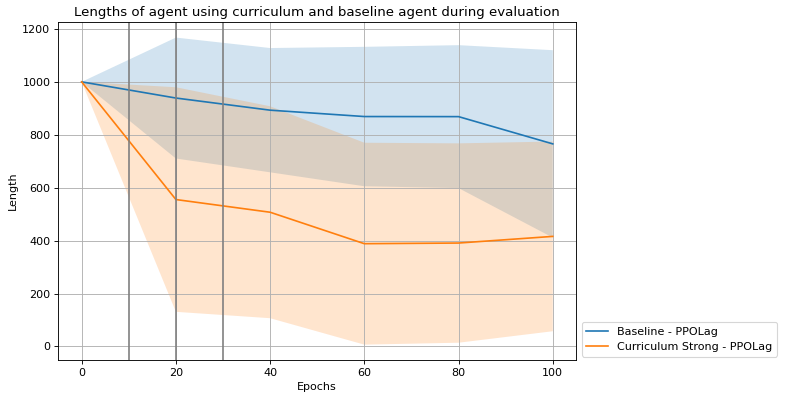 Lengths of agent using curriculum and baseline agent during evaluation
1200
1000
800
600
400
200
0
Length
0 20 40 60 80 100
Epochs
Baseline - PPOLag
Curriculum Strong - PPOLag